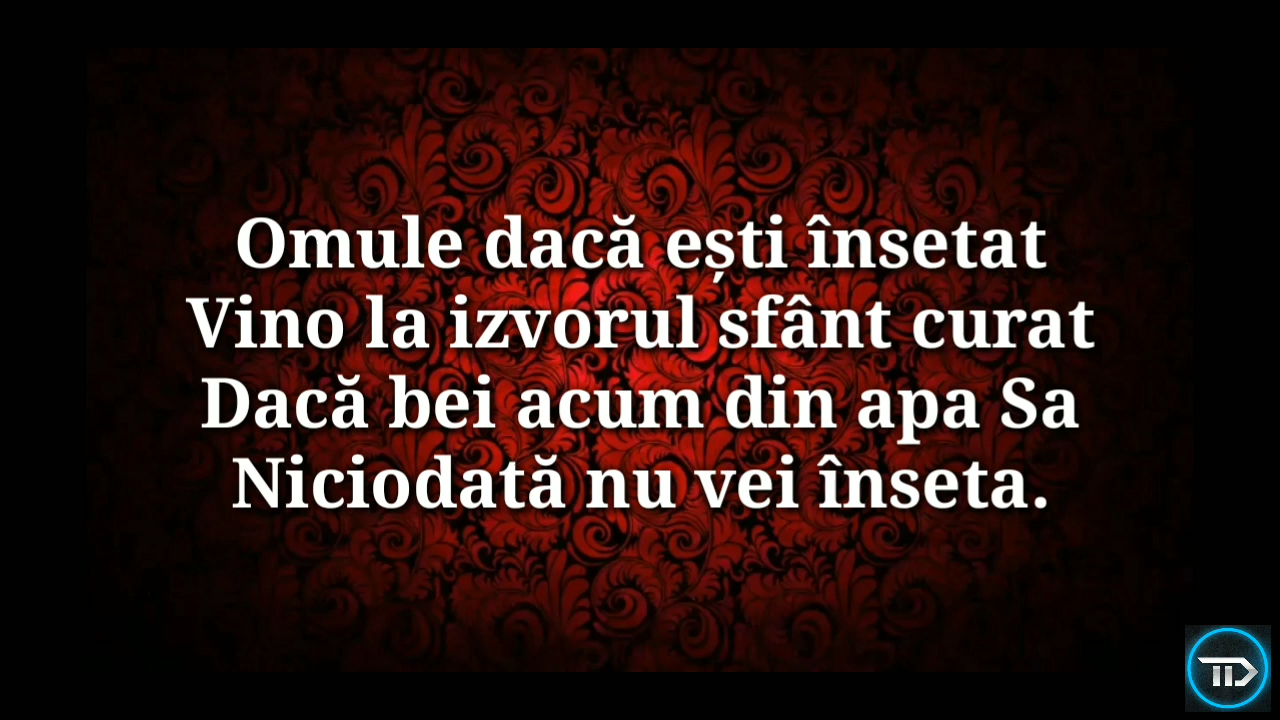 Omule dacă ești însetat
Vino la izvorul sfânt curat
Dacă bei acum din apa Sa
Niciodată nu vei înseta.